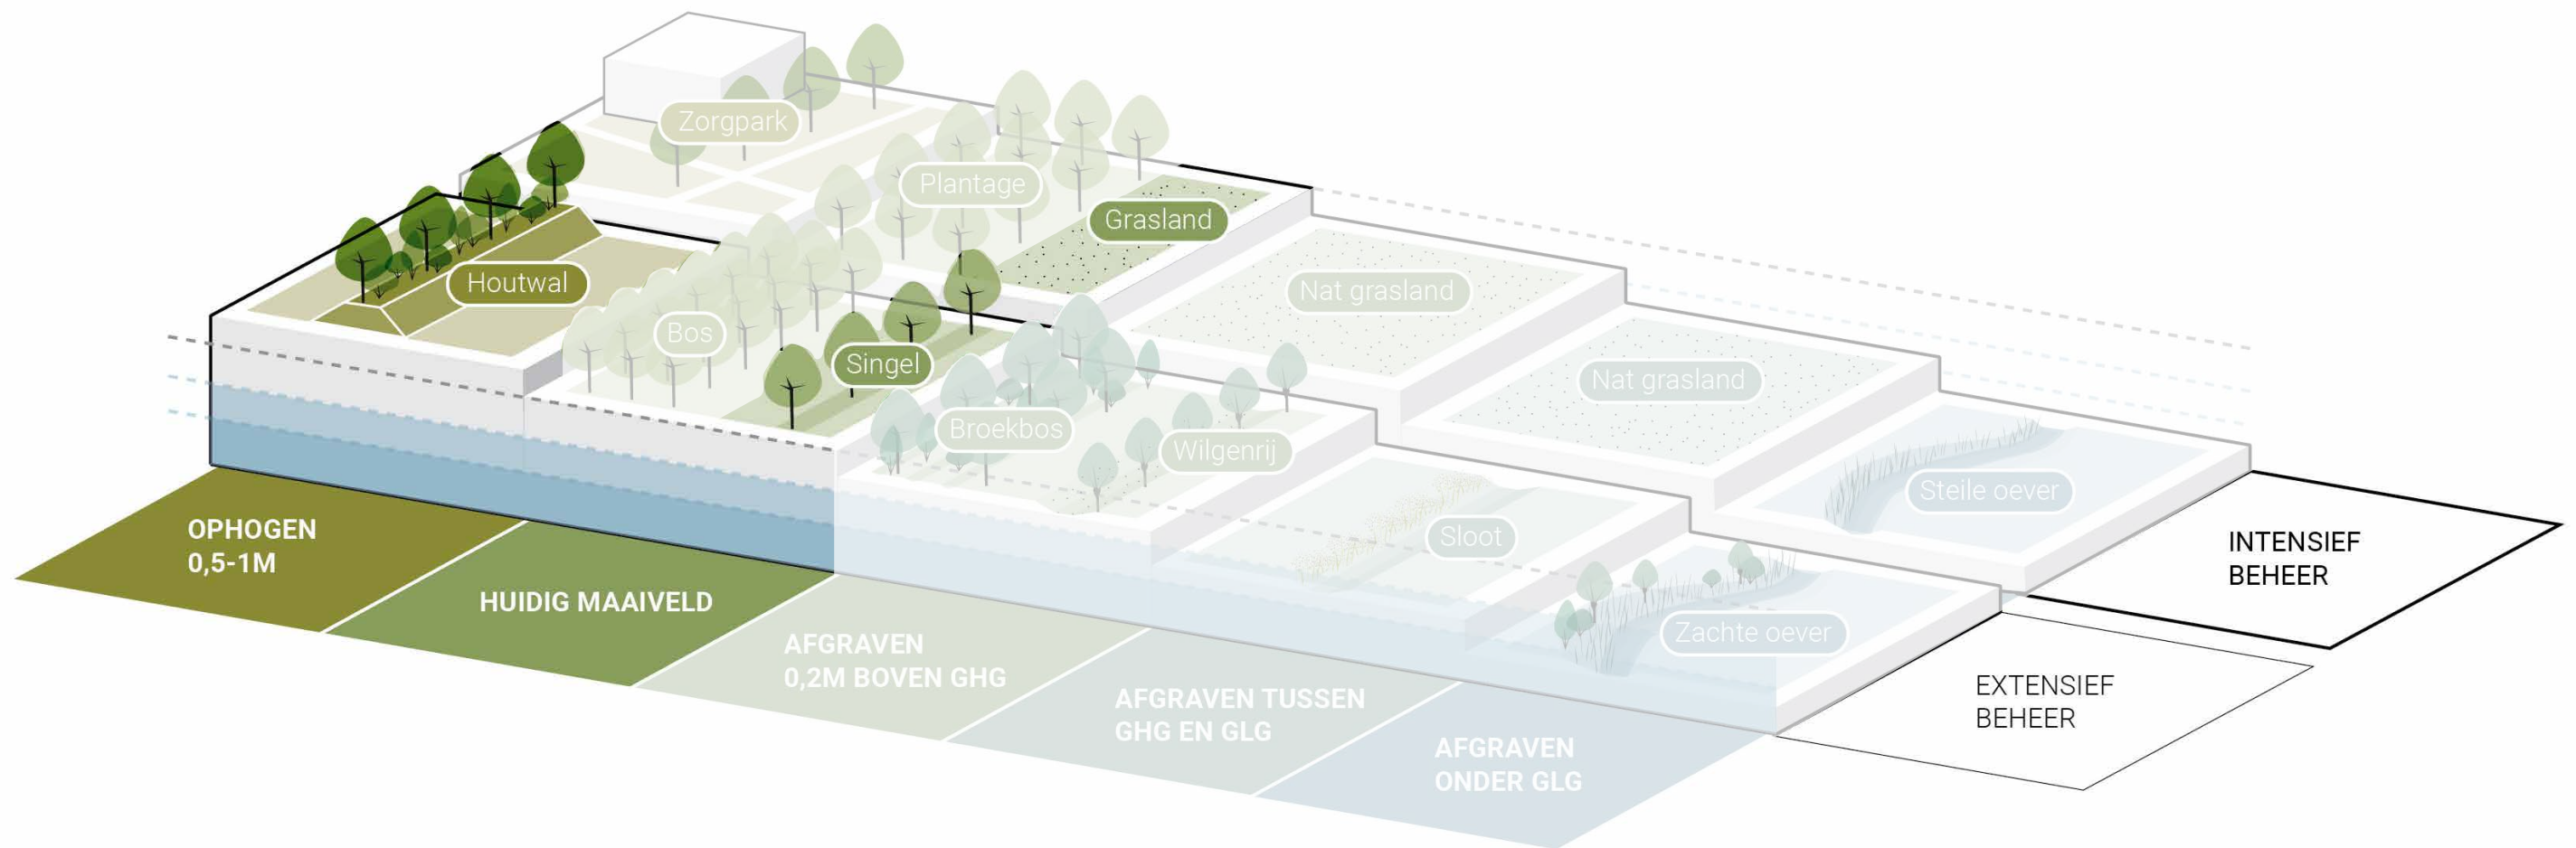 Zorgpark
Plantage
Grasland
Houtwal
Nat grasland
Bos
Singel
Nat grasland
Broekbos
Wilgenrij
Steile oever
Sloot
Zachte oever
OPHOGEN
0,5-1M
HUIDIG MAAIVELD
AFGRAVEN
0,2M BOVEN GHG
AFGRAVEN TUSSEN
GHG EN GLG
AFGRAVEN
ONDER GLG
INTENSIEF
BEHEER
EXTENSIEF
BEHEER